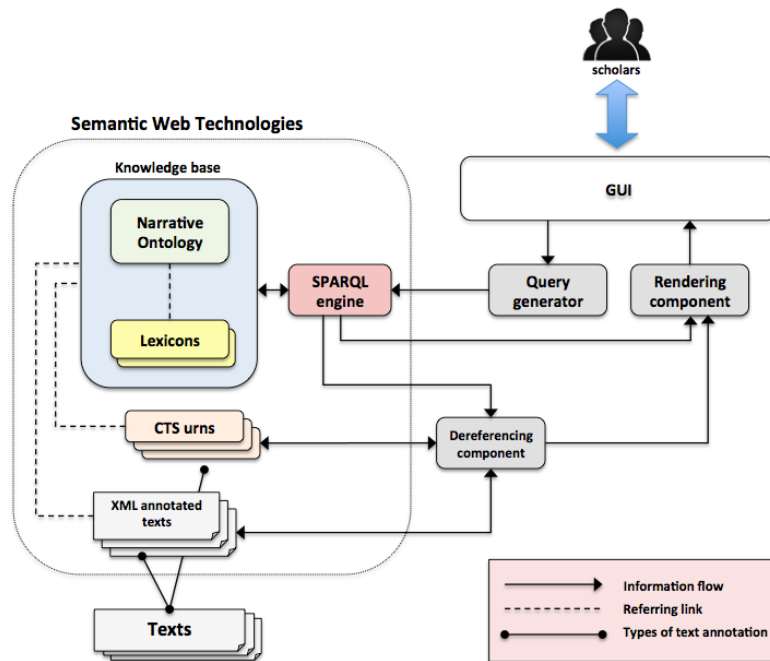 scholars
Semantic Web Technologies
Knowledge base
GUI
Narrative
Ontology
SPARQL
engine
Query
generator
Rendering
component
Lexicons
CTS urns
Dereferencing
component
XML annotated
texts
Texts
Information flow
Referring link
Types of text annotation